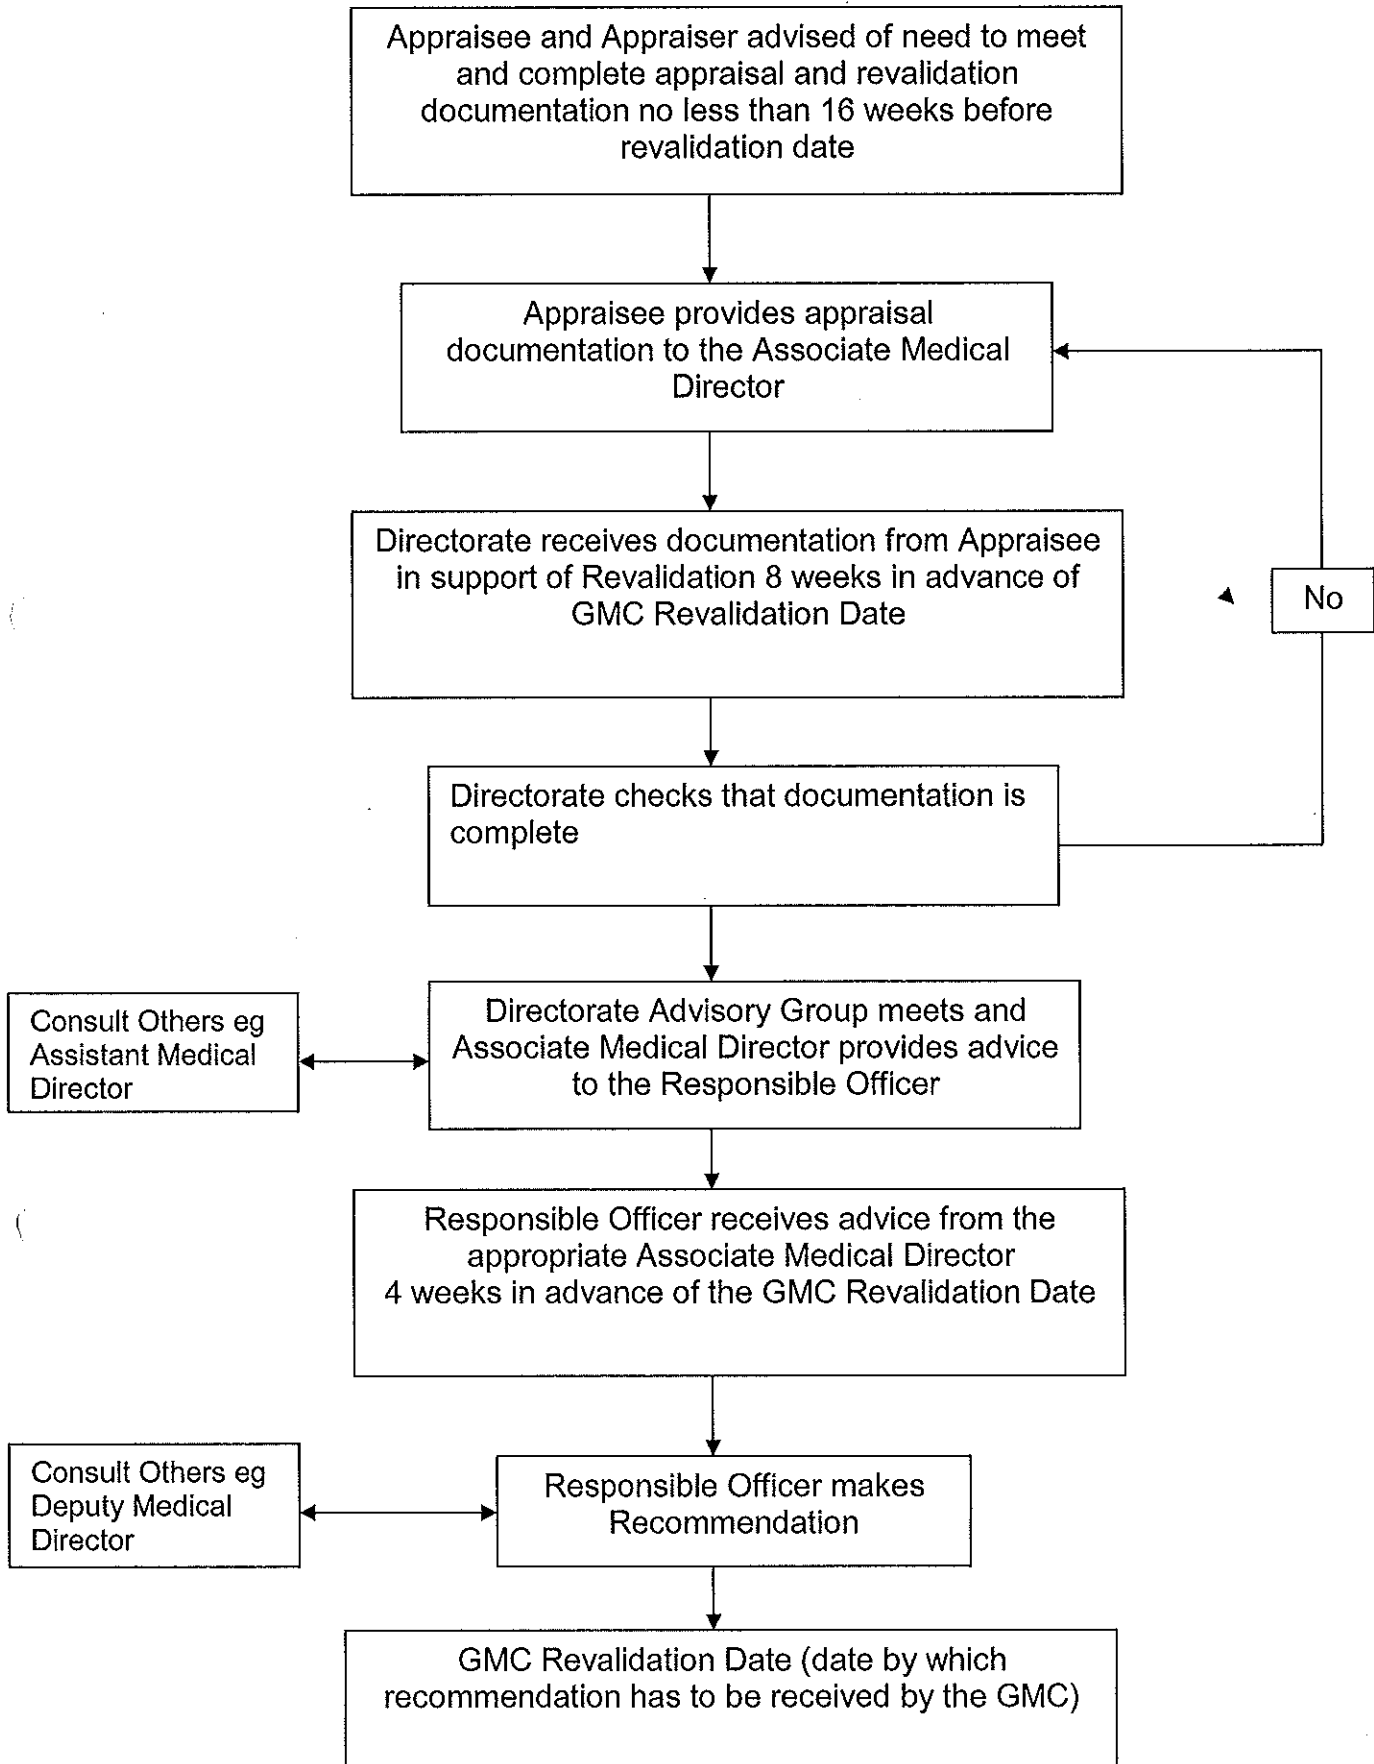 Appraisee and Appraiser advised of need to meet
and complete appraisal and revalidation
documentation no less than 16 weeks before
revalidation date
Appraisee provides appraisal
documentation to the Associate Medical
Director
Directorate receives documentation from Appraisee
in support of Revalidation 8 weeks in advance of
GMC Revalidation Date
No
Directorate checks that documentation is
complete
Consult Others eg
Assistant Medical
Director
Directorate Advisory Group meets and
Associate Medical Director provides advice
to the Responsible Officer
Responsible Officer receives advice from the
appropriate Associate Medical Director
4 weeks in advance of the GMC Revalidation Date
Consult Others eg
Deputy Medical
Director
Responsible Officer makes
Recommendation
GMC Revalidation Date (date by which
recommendation has to be received by the GMC)